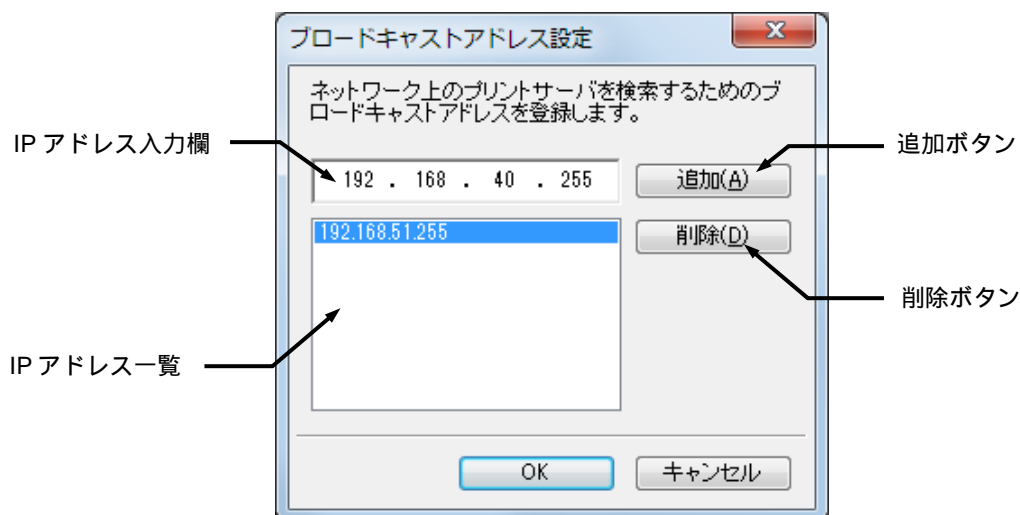 ブロードキャストアドレス設定
ネットワーク上のプリントサーバを検索するためのブ
ロードキャストアドレスを登録します。
IP アドレス入力欄
192 . 168 . 40 . 255
追加(A)
追加ボタン
192.168.51.255
削除(D)
削除ボタン
IP アドレス一覧
OK
キャンセル